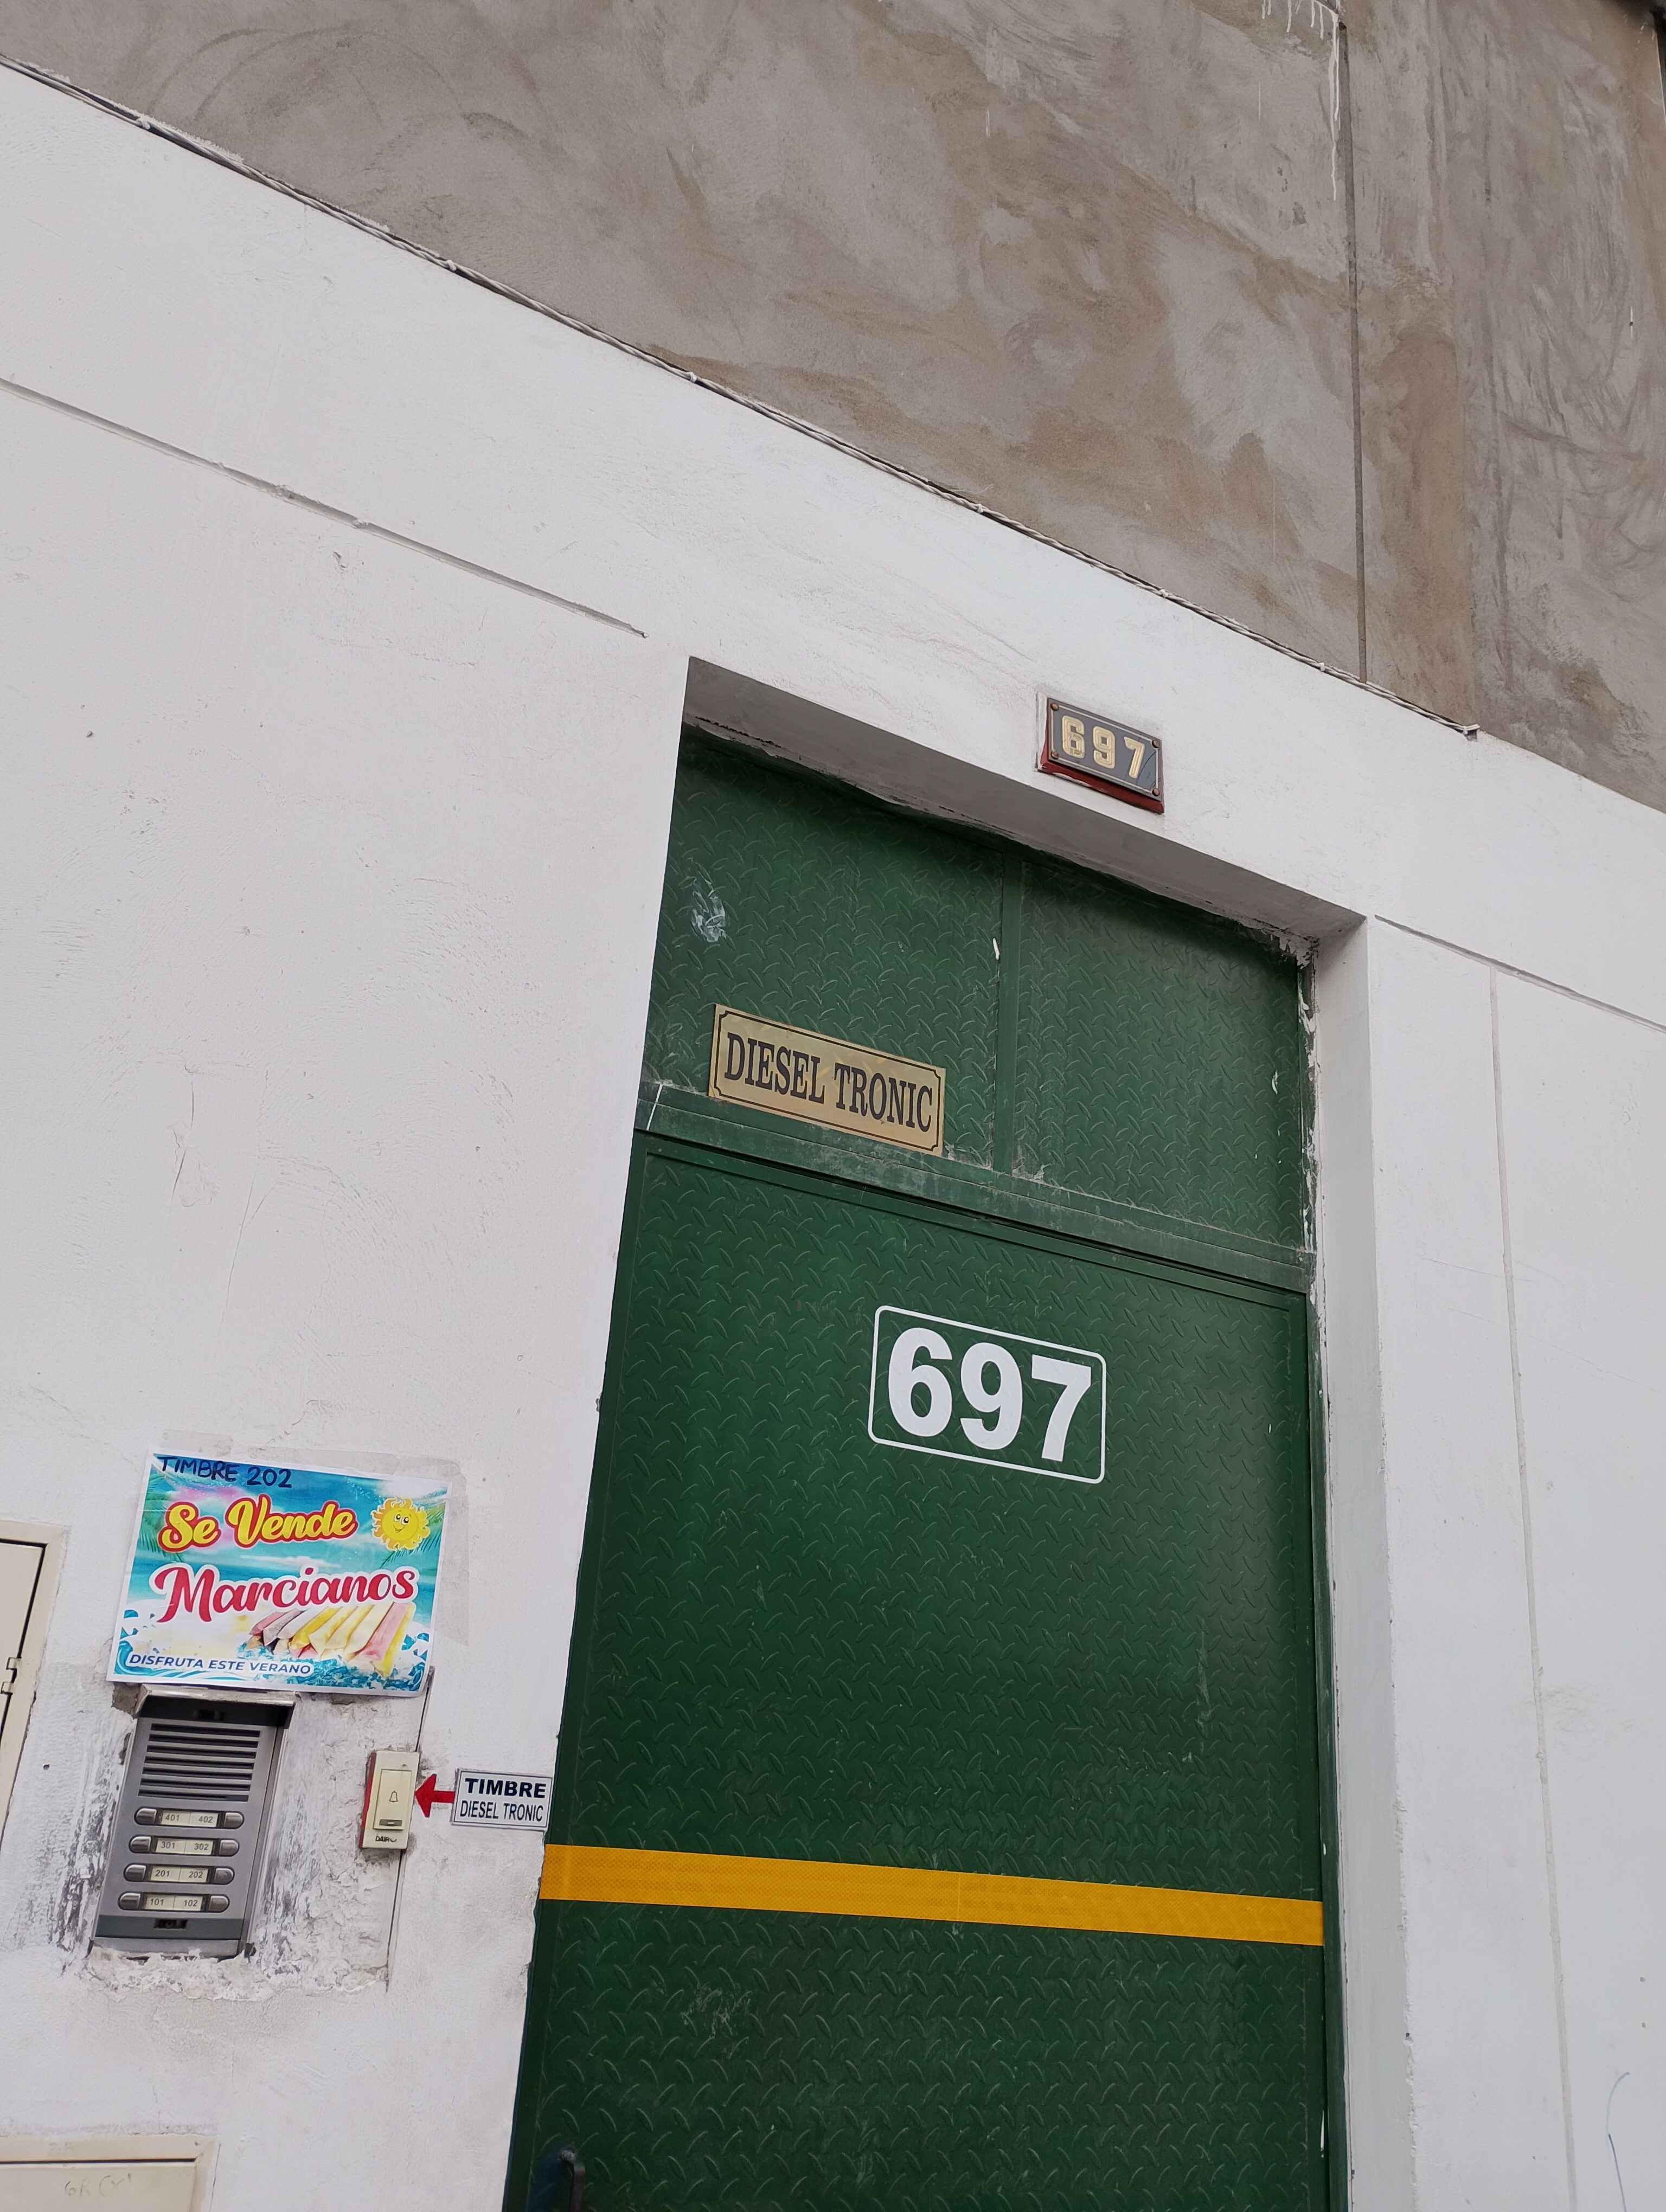 697
DIESEL TRONIC
697
TIMBRE 202
Se Vende
Marcianos
DISFRUTA ESTE VERANO
TIMBRE
DIESEL TRONIC
401 402
301 302
201 202
101 102